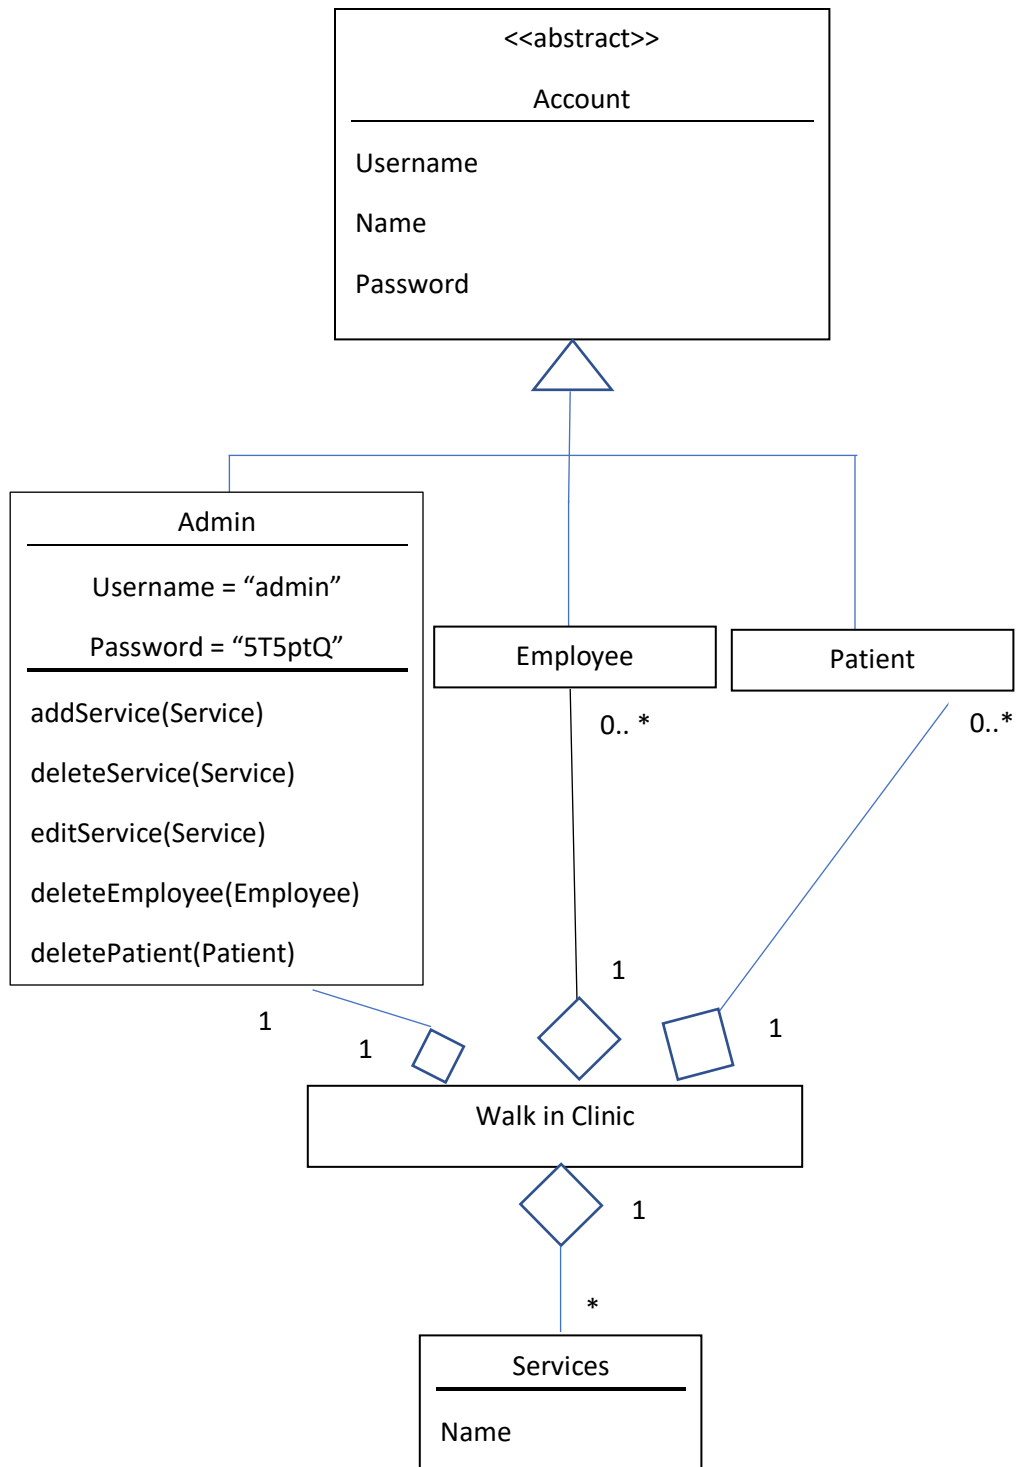 <<abstract>>
Account
Username
Name
Password
Admin
Username = “admin”
Password = “5T5ptQ”
addService(Service)
deleteService(Service)
editService(Service)
deleteEmployee(Employee)
deletePatient(Patient)
Employee
Patient
0.. *
0..*
1
1
1
1
Walk in Clinic
1
*
Services
Name